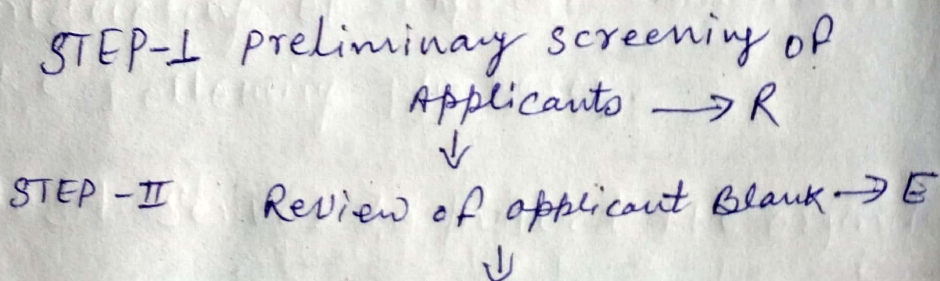 STEP-I Preliminary screening of
Applicants → R
↓
STEP-II Review of applicant Blank → E
↓